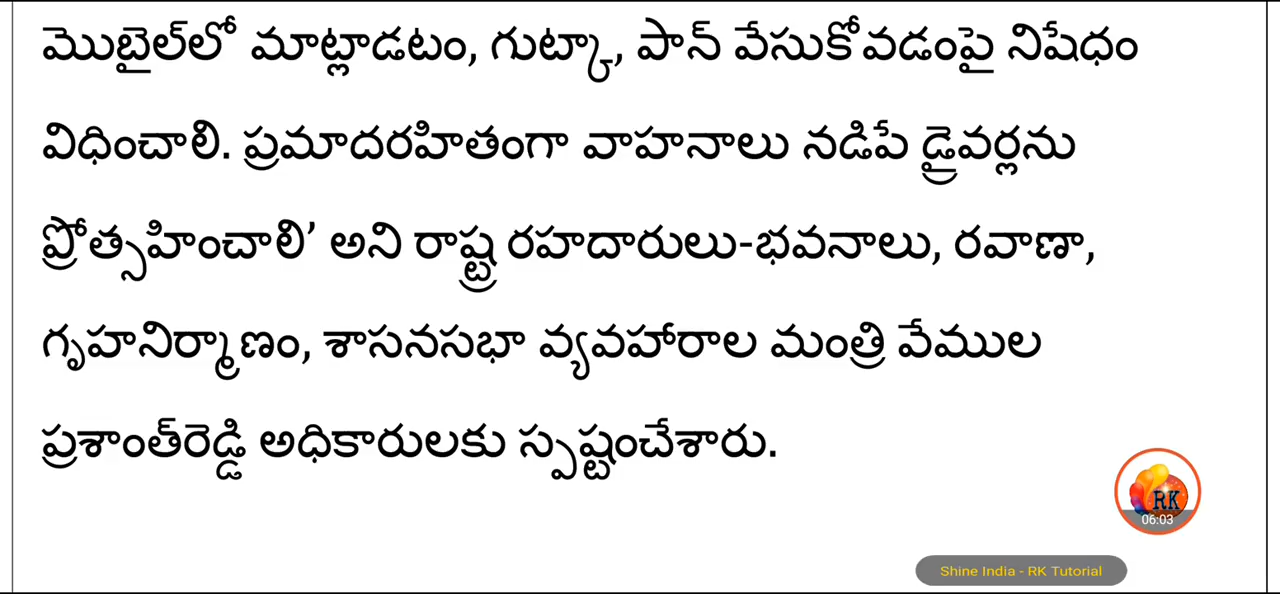 మొబైల్‌లో మాట్లాడటం, గుట్కా, పాన్ వేసుకోవడంపై నిషేధం
విధించాలి. ప్రమాదరహితంగా వాహనాలు నడిపే డ్రైవర్లను
ప్రోత్సహించాలి’ అని రాష్ట్ర రహదారులు-భవనాలు, రవాణా,
గృహనిర్మాణం, శాసనసభా వ్యవహారాల మంత్రి వేముల
ప్రశాంత్‌రెడ్డి అధికారులకు స్పష్టంచేశారు.
RK
06:03
Shine India - RK Tutorial